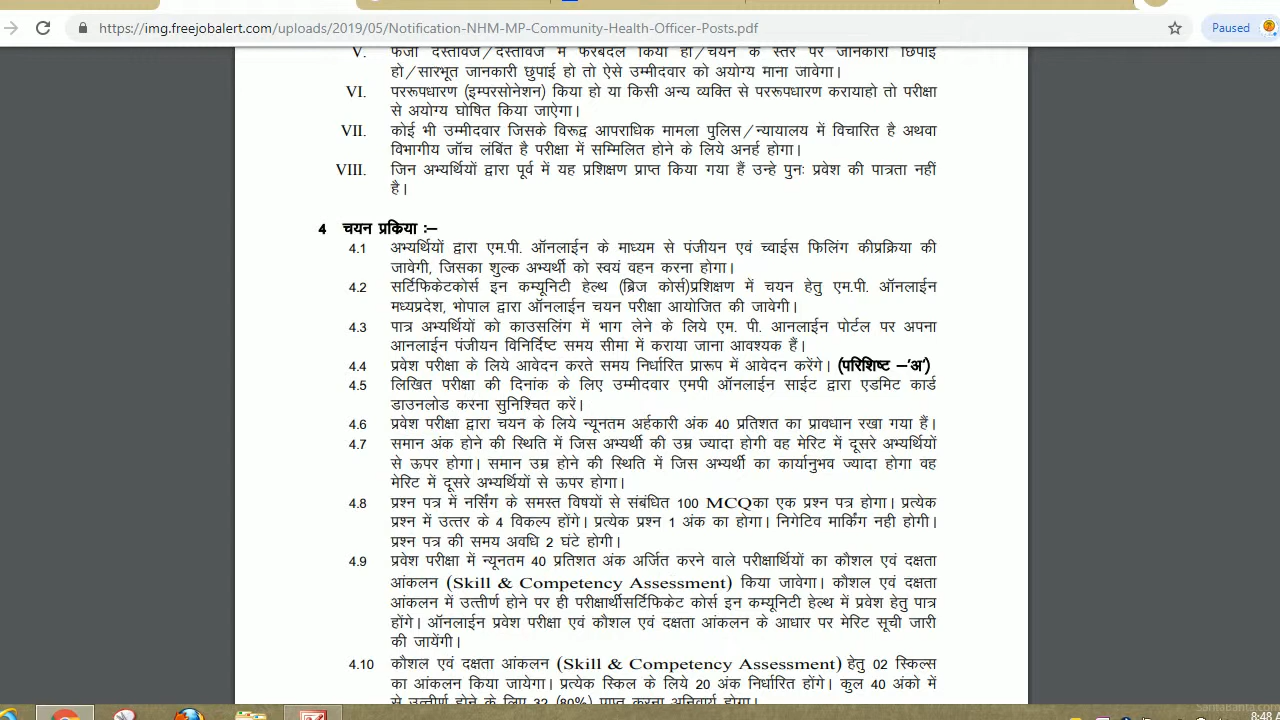 https://img.freejobalert.com/uploads/2019/05/Notification-NHM-MP-Community-Health-Officer-Posts.pdf
Paused
V. फर्जी दस्तावेज/दस्तावेज में फेरबदल किया हो/चयन के स्तर पर जानकारी छिपाई
हो/सारभूत जानकारी छुपाई हो तो ऐसे उम्मीदवार को अयोग्य माना जावेगा।
VI. पररूपधारण (इम्परसोनेशन) किया हो या किसी अन्य व्यक्ति से पररूपधारण करायाहो तो परीक्षा
से अयोग्य घोषित किया जाऐगा।
VII. कोई भी उम्मीदवार जिसके विरूद्व आपराधिक मामला पुलिस/न्यायालय में विचारित है अथवा
विभागीय जॉच लंबिंत है परीक्षा में सम्मिलित होने के लिये अनर्ह होगा।
VIII. जिन अभ्यर्थियों द्वारा पूर्व में यह प्रशिक्षण प्राप्त किया गया हैं उन्हे पुनः प्रवेश की पात्रता नहीं
है।
4 चयन प्रक्रिया :–
4.1 अभ्यर्थियों द्वारा एम.पी. ऑनलाईन के माध्यम से पंजीयन एवं च्वाईस फिलिंग कीप्रक्रिया की
जावेगी, जिसका शुल्क अभ्यर्थी को स्वयं वहन करना होगा।
4.2 सर्टिफिकेटकोर्स इन कम्यूनिटी हेल्थ (ब्रिज कोर्स)प्रशिक्षण में चयन हेतु एम.पी. ऑनलाईन
मध्यप्रदेश, भोपाल द्वारा ऑनलाईन चयन परीक्षा आयोजित की जावेगी।
4.3 पात्र अभ्यर्थियों को काउसलिंग में भाग लेने के लिये एम. पी. आनलाईन पोर्टल पर अपना
आनलाईन पंजीयन विनिर्दिष्ट समय सीमा में कराया जाना आवश्यक हैं।
4.4 प्रवेश परीक्षा के लिये आवेदन करते समय निर्धारित प्रारूप में आवेदन करेंगे। (परिशिष्ट –'अ')
4.5 लिखित परीक्षा की दिनांक के लिए उम्मीदवार एमपी ऑनलाईन साईट द्वारा एडमिट कार्ड
डाउनलोड करना सुनिश्चित करें।
4.6 प्रवेश परीक्षा द्वारा चयन के लिये न्यूनतम अर्हकारी अंक 40 प्रतिशत का प्रावधान रखा गया हैं।
4.7 समान अंक होने की स्थिति में जिस अभ्यर्थी की उम्र ज्यादा होगी वह मेरिट में दूसरे अभ्यर्थियों
से ऊपर होगा। समान उम्र होने की स्थिति में जिस अभ्यर्थी का कार्यानुभव ज्यादा होगा वह
मेरिट में दूसरे अभ्यर्थियों से ऊपर होगा।
4.8 प्रश्न पत्र में नर्सिंग के समस्त विषयों से संबंधित 100 MCQका एक प्रश्न पत्र होगा। प्रत्येक
प्रश्न में उत्तर के 4 विकल्प होंगे। प्रत्येक प्रश्न 1 अंक का होगा। निगेटिव मार्किंग नही होगी।
प्रश्न पत्र की समय अवधि 2 घंटे होगी।
4.9 प्रवेश परीक्षा में न्यूनतम 40 प्रतिशत अंक अर्जित करने वाले परीक्षार्थियों का कौशल एवं दक्षता
आंकलन (Skill & Competency Assessment) किया जावेगा। कौशल एवं दक्षता
आंकलन में उत्तीर्ण होने पर ही परीक्षार्थीसर्टिफिकेट कोर्स इन कम्यूनिटी हेल्थ में प्रवेश हेतु पात्र
होंगे। ऑनलाईन प्रवेश परीक्षा एवं कौशल एवं दक्षता आंकलन के आधार पर मेरिट सूची जारी
की जायेंगी।
4.10 कौशल एवं दक्षता आंकलन (Skill & Competency Assessment) हेतु 02 स्किल्स
का आंकलन किया जायेगा। प्रत्येक स्किल के लिये 20 अंक निर्धारित होंगे। कुल 40 अंको में
से उत्तीर्ण होने के लिए 32 (80%) प्राप्त करना अनिवार्य होगा।
SantaBanta.com